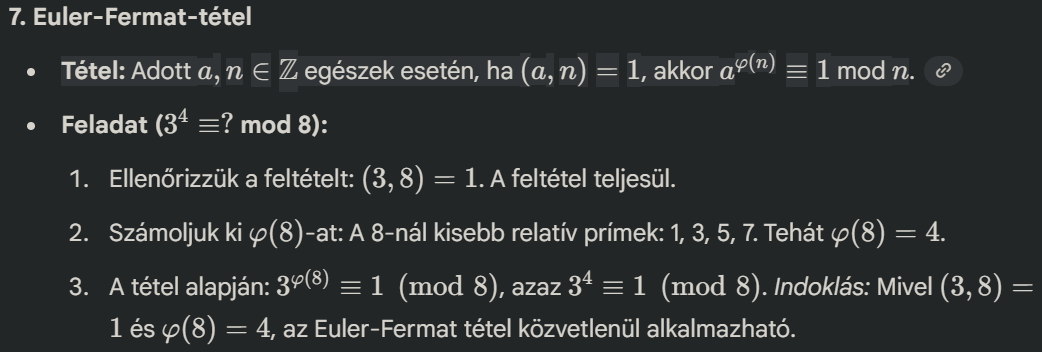 7. Euler-Fermat-tétel
• Tétel: Adott a, n ∈ ℤ egészek esetén, ha (a, n) = 1, akkor a^φ(n) ≡ 1 mod n.
• Feladat (3⁴ ≡? mod 8):
1. Ellenőrizzük a feltételt: (3, 8) = 1. A feltétel teljesül.
2. Számoljuk ki φ(8)-at: A 8-nál kisebb relatív prímek: 1, 3, 5, 7. Tehát φ(8) = 4.
3. A tétel alapján: 3^φ(8) ≡ 1 (mod 8), azaz 3⁴ ≡ 1 (mod 8). Indoklás: Mivel (3, 8) =
1 és φ(8) = 4, az Euler-Fermat tétel közvetlenül alkalmazható.